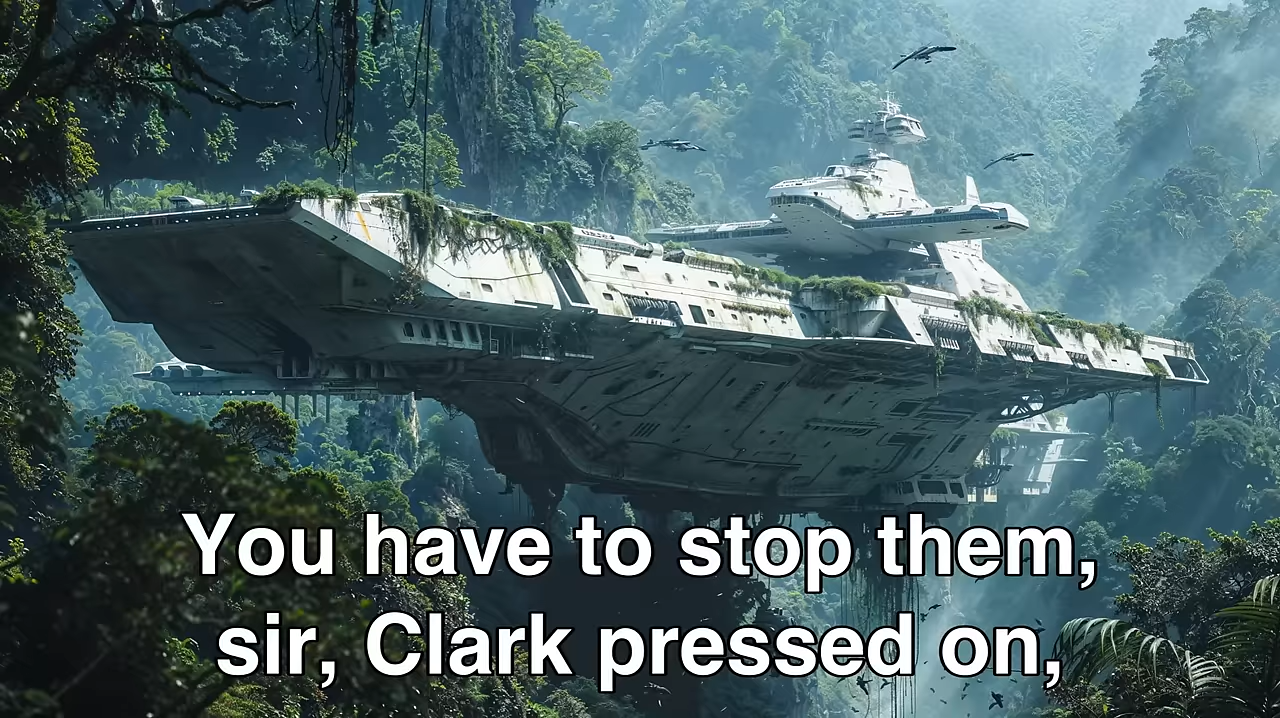 You have to stop them,
sir, Clark pressed on,